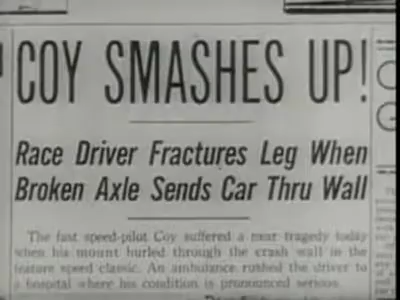 COY SMASHES UP!
Race Driver Fractures Leg When
Broken Axle Sends Car Thru Wall
The fast speed-pilot Coy suffered a near tragedy today
when his mount hurled through the crash wall in the
feature speed classic. An ambulance rushed the driver to
a hospital where his condition is pronounced serious.